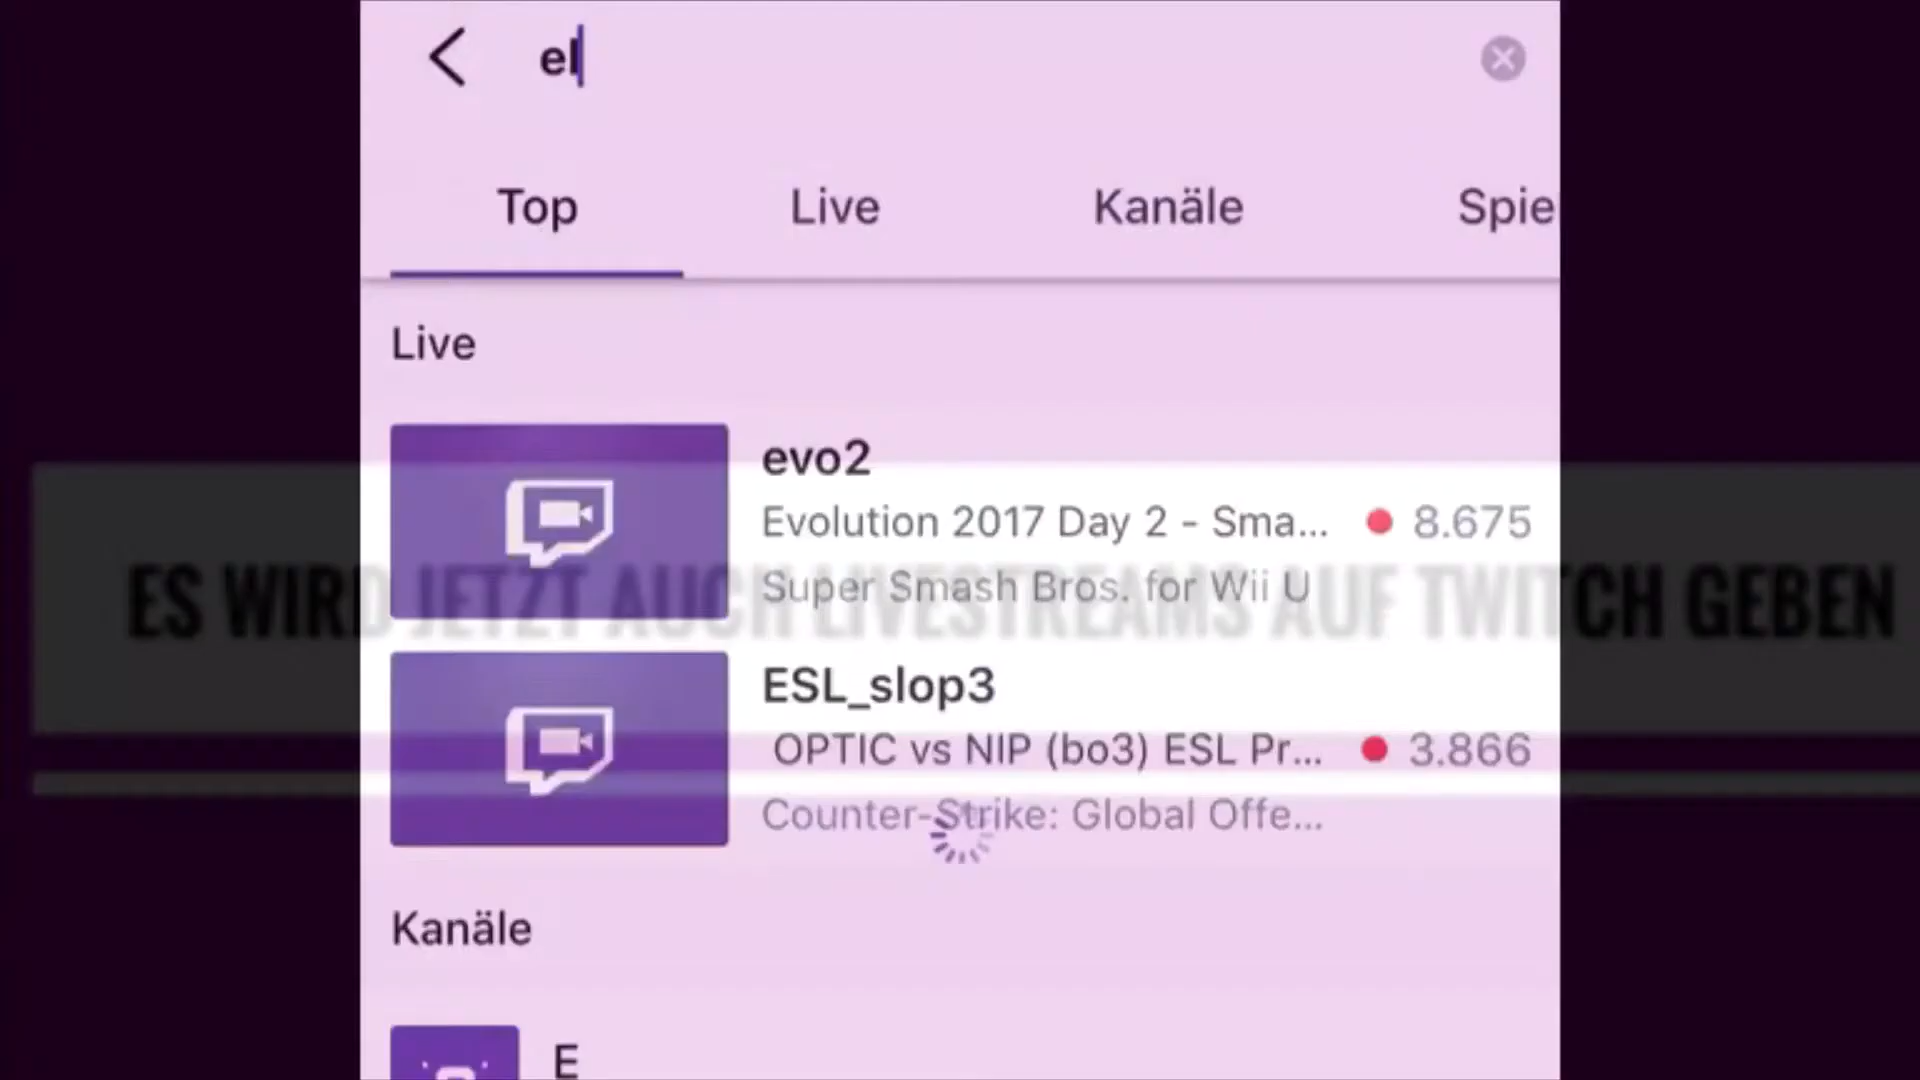 el
Top Live Kanäle Spie
Live
evo2
Evolution 2017 Day 2 - Sma... 8.675
Super Smash Bros. for Wii U
ES WIRD JETZT AUCH LIVESTREAMS AUF TWITCH GEBEN
ESL_slop3
OPTIC vs NIP (bo3) ESL Pr... 3.866
Counter-Strike: Global Offe...
Kanäle
E